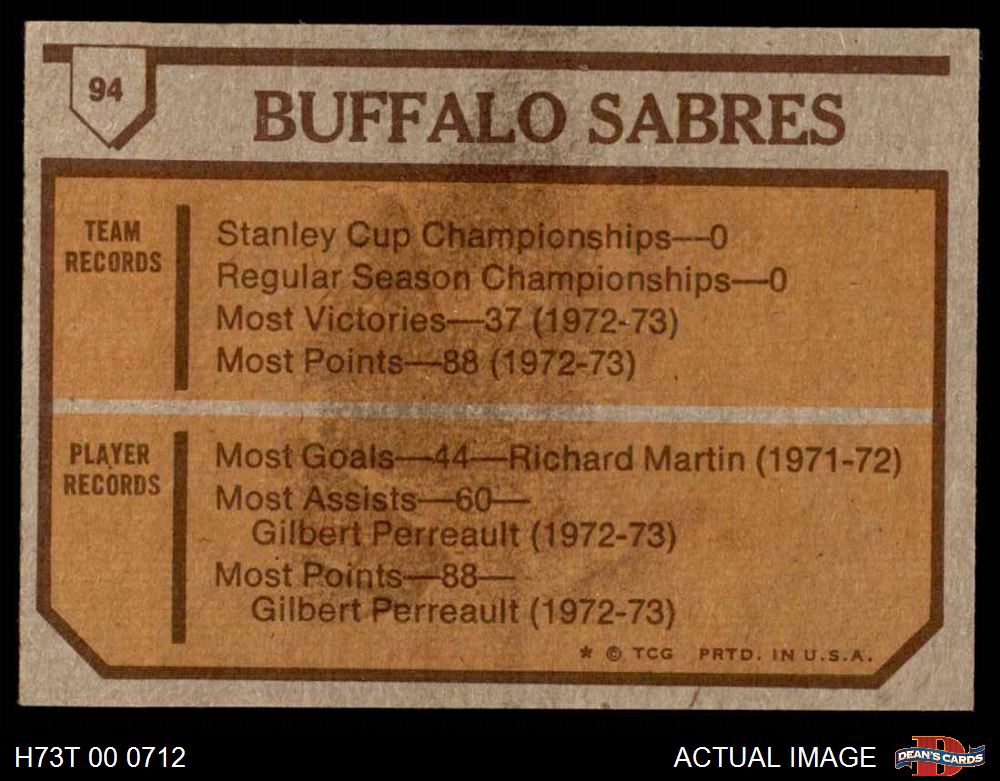 94
BUFFALO SABRES
TEAM
RECORDS
Stanley Cup Championships—0
Regular Season Championships—0
Most Victories—37 (1972-73)
Most Points—88 (1972-73)
PLAYER
RECORDS
Most Goals—44—Richard Martin (1971-72)
Most Assists—60—
Gilbert Perreault (1972-73)
Most Points—88—
Gilbert Perreault (1972-73)
* © TCG PRTD. IN U.S.A.
H73T 00 0712
ACTUAL IMAGE
D
DEAN'S CARDS